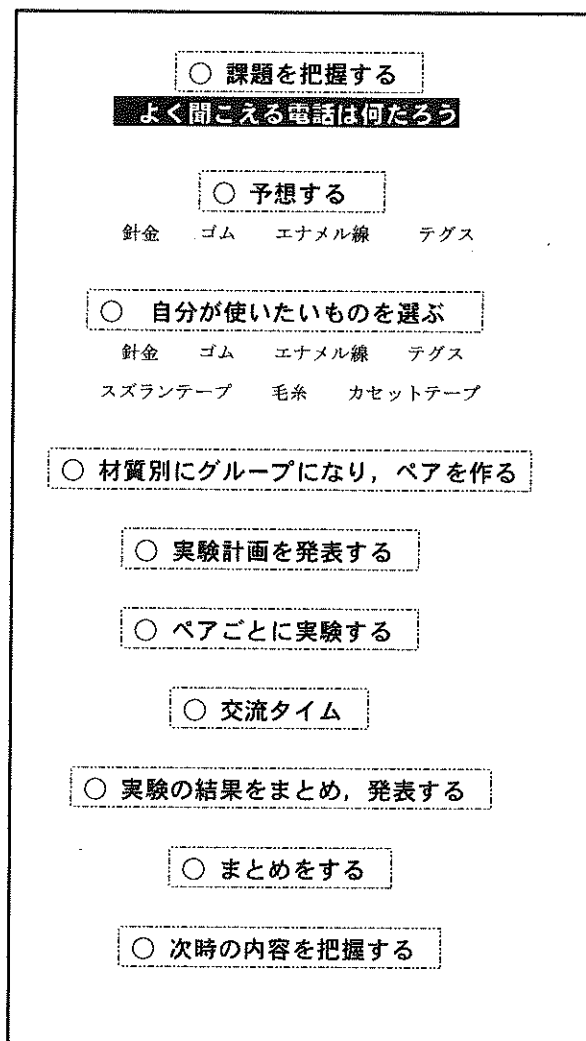 ○ 課題を把握する
よく聞こえる電話は何だろう
○ 予想する
針金 ゴム エナメル線 テグス
○ 自分が使いたいものを選ぶ
針金 ゴム エナメル線 テグス
スズランテープ 毛糸 カセットテープ
○ 材質別にグループになり，ペアを作る
○ 実験計画を発表する
○ ペアごとに実験する
○ 交流タイム
○ 実験の結果をまとめ，発表する
○ まとめをする
○ 次時の内容を把握する